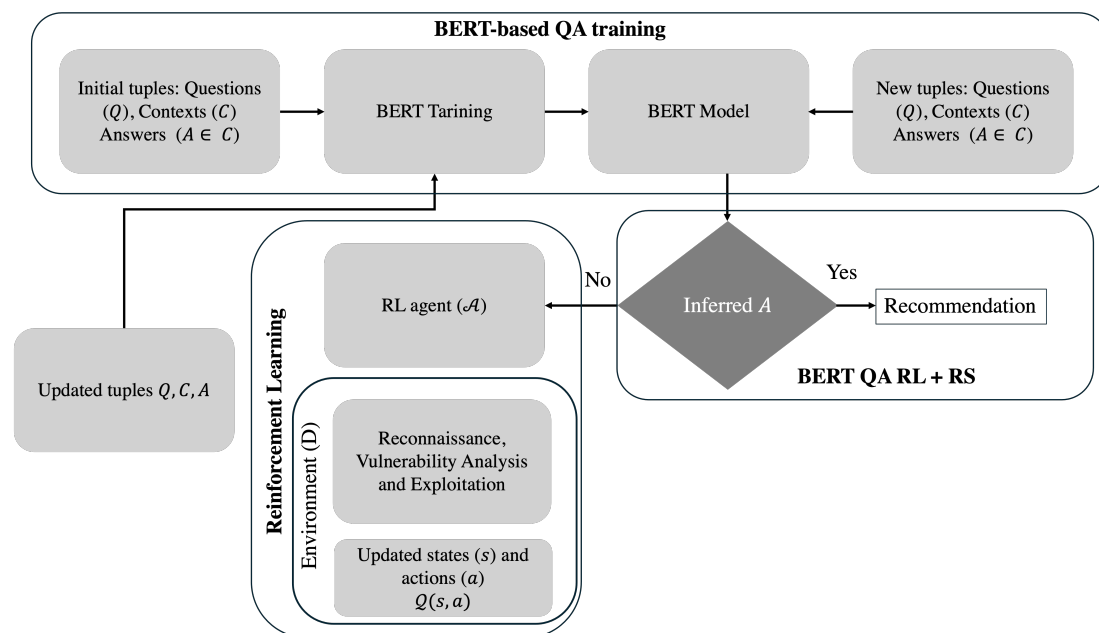 BERT-based QA training
Initial tuples: Questions
(Q), Contexts (C)
Answers (A ∈ C)
BERT Tarining
BERT Model
New tuples: Questions
(Q), Contexts (C)
Answers (A ∈ C)
No
Yes
RL agent (𝒜)
Inferred A
Recommendation
BERT QA RL + RS
Updated tuples Q, C, A
Reinforcement Learning
Environment (D)
Reconnaissance,
Vulnerability Analysis
and Exploitation
Updated states (s) and
actions (a)
Q(s, a)